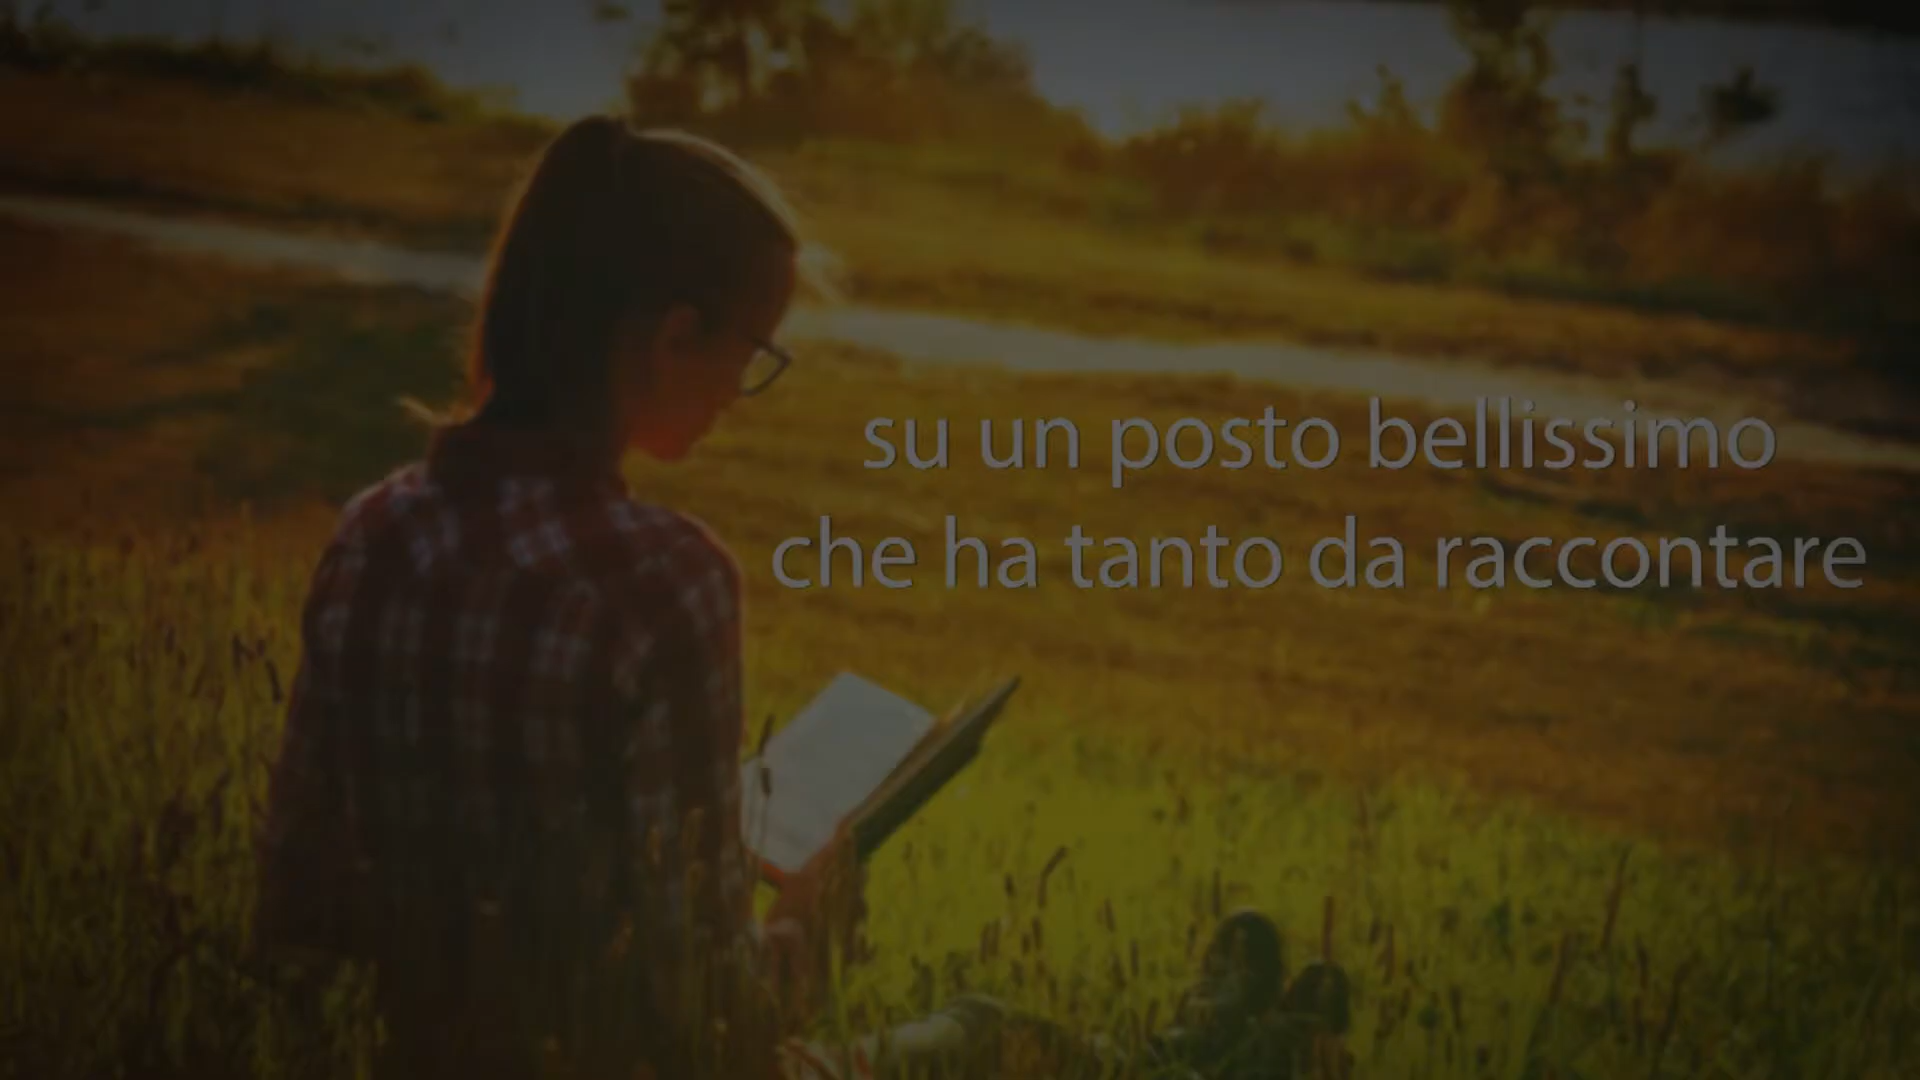 su un posto bellissimo
che ha tanto da raccontare